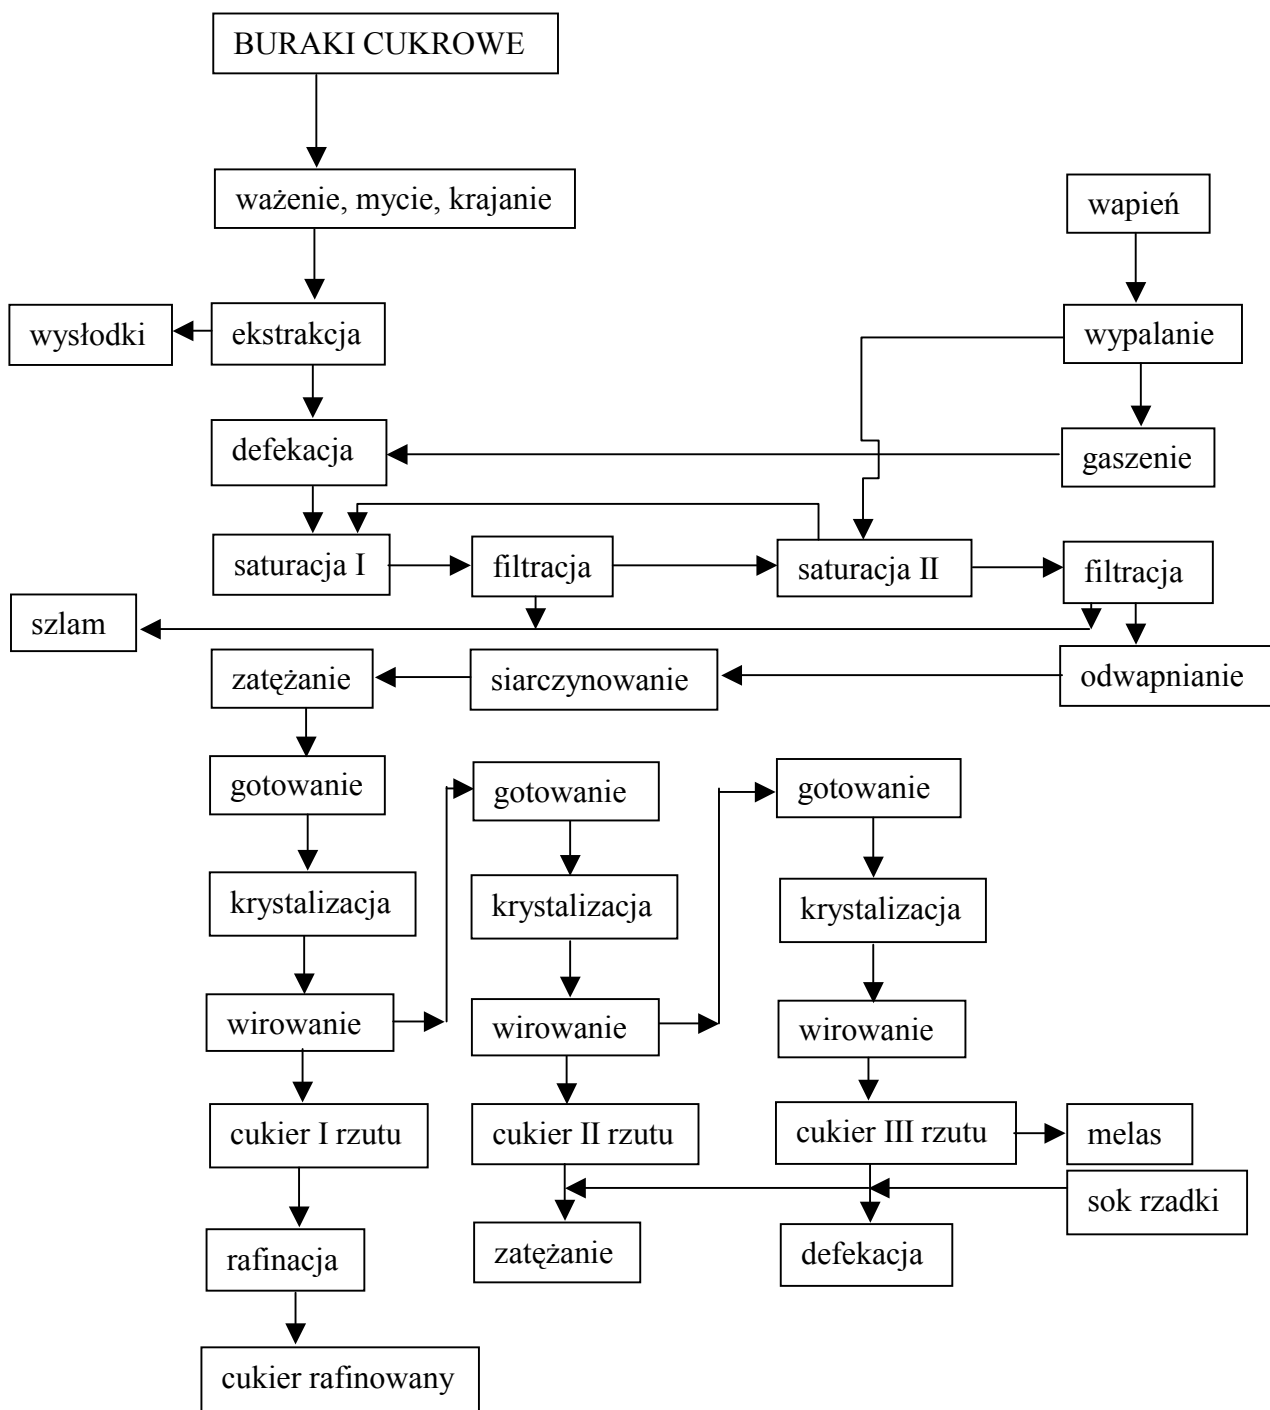 BURAKI CUKROWE
ważenie, mycie, krajanie
wapień
wysłodki
ekstrakcja
wypalanie
defekacja
gaszenie
saturacja I
filtracja
saturacja II
filtracja
szlam
zatężanie
siarczynowanie
odwapnianie
gotowanie
gotowanie
gotowanie
krystalizacja
krystalizacja
krystalizacja
wirowanie
wirowanie
wirowanie
cukier I rzutu
cukier II rzutu
cukier III rzutu
melas
sok rzadki
rafinacja
zatężanie
defekacja
cukier rafinowany